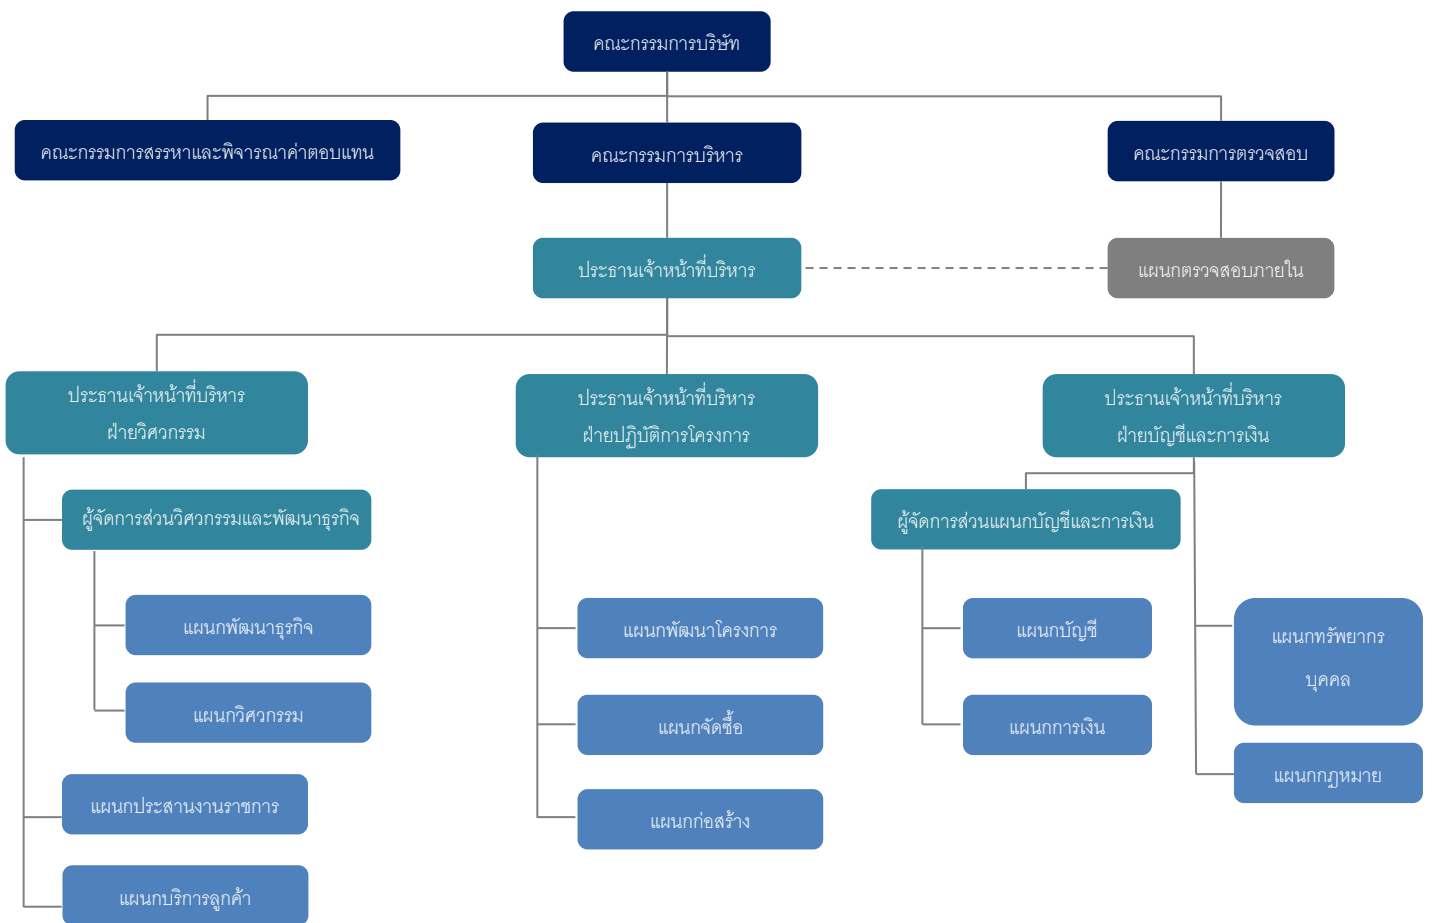 คณะกรรมการบริษัท
คณะกรรมการสรรหาและพิจารณาค่าตอบแทน
คณะกรรมการบริหาร
คณะกรรมการตรวจสอบ
ประธานเจ้าหน้าที่บริหาร
แผนกตรวจสอบภายใน
ประธานเจ้าหน้าที่บริหาร
ฝ่ายวิศวกรรม
ประธานเจ้าหน้าที่บริหาร
ฝ่ายปฏิบัติการโครงการ
ประธานเจ้าหน้าที่บริหาร
ฝ่ายบัญชีและการเงิน
ผู้จัดการส่วนวิศวกรรมและพัฒนาธุรกิจ
แผนกพัฒนาธุรกิจ
แผนกวิศวกรรม
แผนกประสานงานราชการ
แผนกบริการลูกค้า
แผนกพัฒนาโครงการ
แผนกจัดซื้อ
แผนกก่อสร้าง
ผู้จัดการส่วนแผนกบัญชีและการเงิน
แผนกบัญชี
แผนกการเงิน
แผนกทรัพยากร
บุคคล
แผนกกฎหมาย